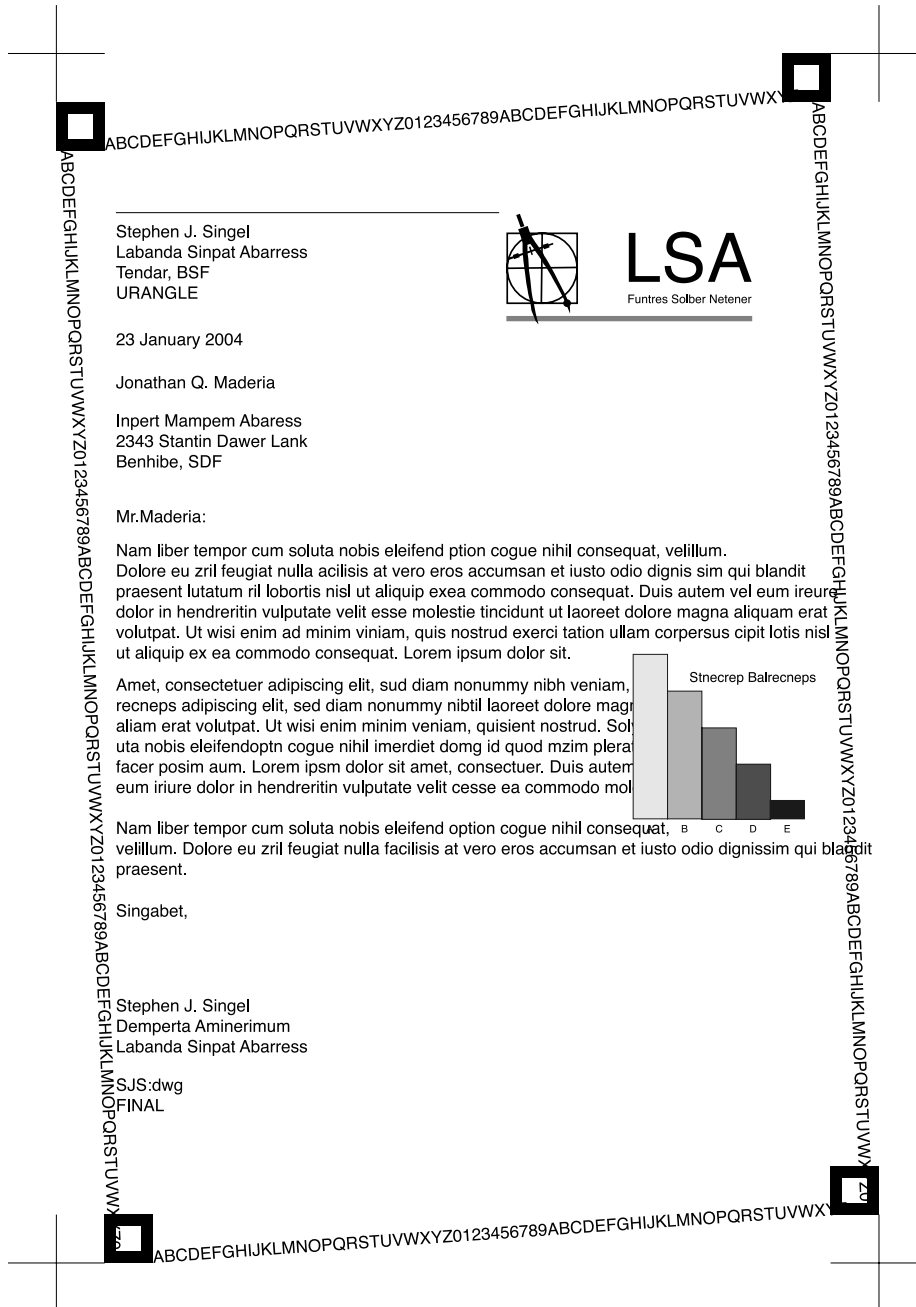 ABCDEFGHIJKLMNOPQRSTUVWXYZ0123456789ABCDEFGHIJKLMNOPQRSTUVWXY
ABCDEFGHIJKLMNOPQRSTUVWXYZ0123456789ABCDEFGHIJKLMNOPQRSTUVWXYZ0123456789ABCDEFGHIJKLMNOPQRSTUVWX
ABCDEFGHIJKLMNOPQRSTUVWXYZ0123456789ABCDEFGHIJKLMNOPQRSTUVWXYZ0123456789ABCDEFGHIJKLMNOPQRSTUVWX Z0
Stephen J. Singel
Labanda Sinpat Abarress
Tendar, BSF
URANGLE
LSA
Funtres Solber Netener
23 January 2004
Jonathan Q. Maderia
Inpert Mampem Abaress
2343 Stantin Dawer Lank
Benhibe, SDF
Mr.Maderia:
Nam liber tempor cum soluta nobis eleifend ption cogue nihil consequat, velillum.
Dolore eu zril feugiat nulla acilisis at vero eros accumsan et iusto odio dignis sim qui blandit
praesent lutatum ril lobortis nisl ut aliquip exea commodo consequat. Duis autem vel eum ireure
dolor in hendreritin vulputate velit esse molestie tincidunt ut laoreet dolore magna aliquam erat
volutpat. Ut wisi enim ad minim viniam, quis nostrud exerci tation ullam corpersus cipit lotis nisl
ut aliquip ex ea commodo consequat. Lorem ipsum dolor sit.
Amet, consectetuer adipiscing elit, sud diam nonummy nibh veniam,
recneps adipiscing elit, sed diam nonummy nibtil laoreet dolore
aliam erat volutpat. Ut wisi enim minim veniam, quisient nostrud.
uta nobis eleifendoptn cogue nihil imerdiet domg id quod mzim
facer posim aum. Lorem ipsm dolor sit amet, consectuer. Duis autem
eum iriure dolor in hendreritin vulputate velit cesse ea commodo
Stnecrep Balrecneps
A B C D E
Nam liber tempor cum soluta nobis eleifend option cogue nihil consequat,
velillum. Dolore eu zril feugiat nulla facilisis at vero eros accumsan et iusto odio dignissim qui blandit
praesent.
Singabet,
Stephen J. Singel
Demperta Aminerimum
Labanda Sinpat Abarress
SJS:dwg
FINAL
ABCDEFGHIJKLMNOPQRSTUVWXYZ0123456789ABCDEFGHIJKLMNOPQRSTUVWXY